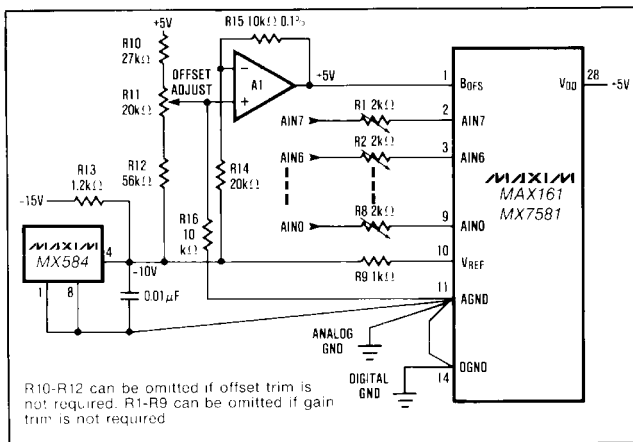 R15 10kΩ 0.1%
+5V
R10
27kΩ
OFFSET
ADJUST
R11
20kΩ
−
+
A1
+5V
1
BOFS
VDD
28
+5V
AIN7
R1 2kΩ
2
AIN7
AIN6
R2 2kΩ
3
AIN6
MAXIM
MAX161
MX7581
R12
56kΩ
R13
1.2kΩ
-15V
R14
20kΩ
R16
10
kΩ
AIN0
R8 2kΩ
9
AIN0
MAXIM
MX584
4
-10V
R9 1kΩ
10
VREF
1
8
0.01µF
11
AGND
ANALOG
GND
DIGITAL
GND
14
DGND
R10-R12 can be omitted if offset trim is
not required. R1-R9 can be omitted if gain
trim is not required